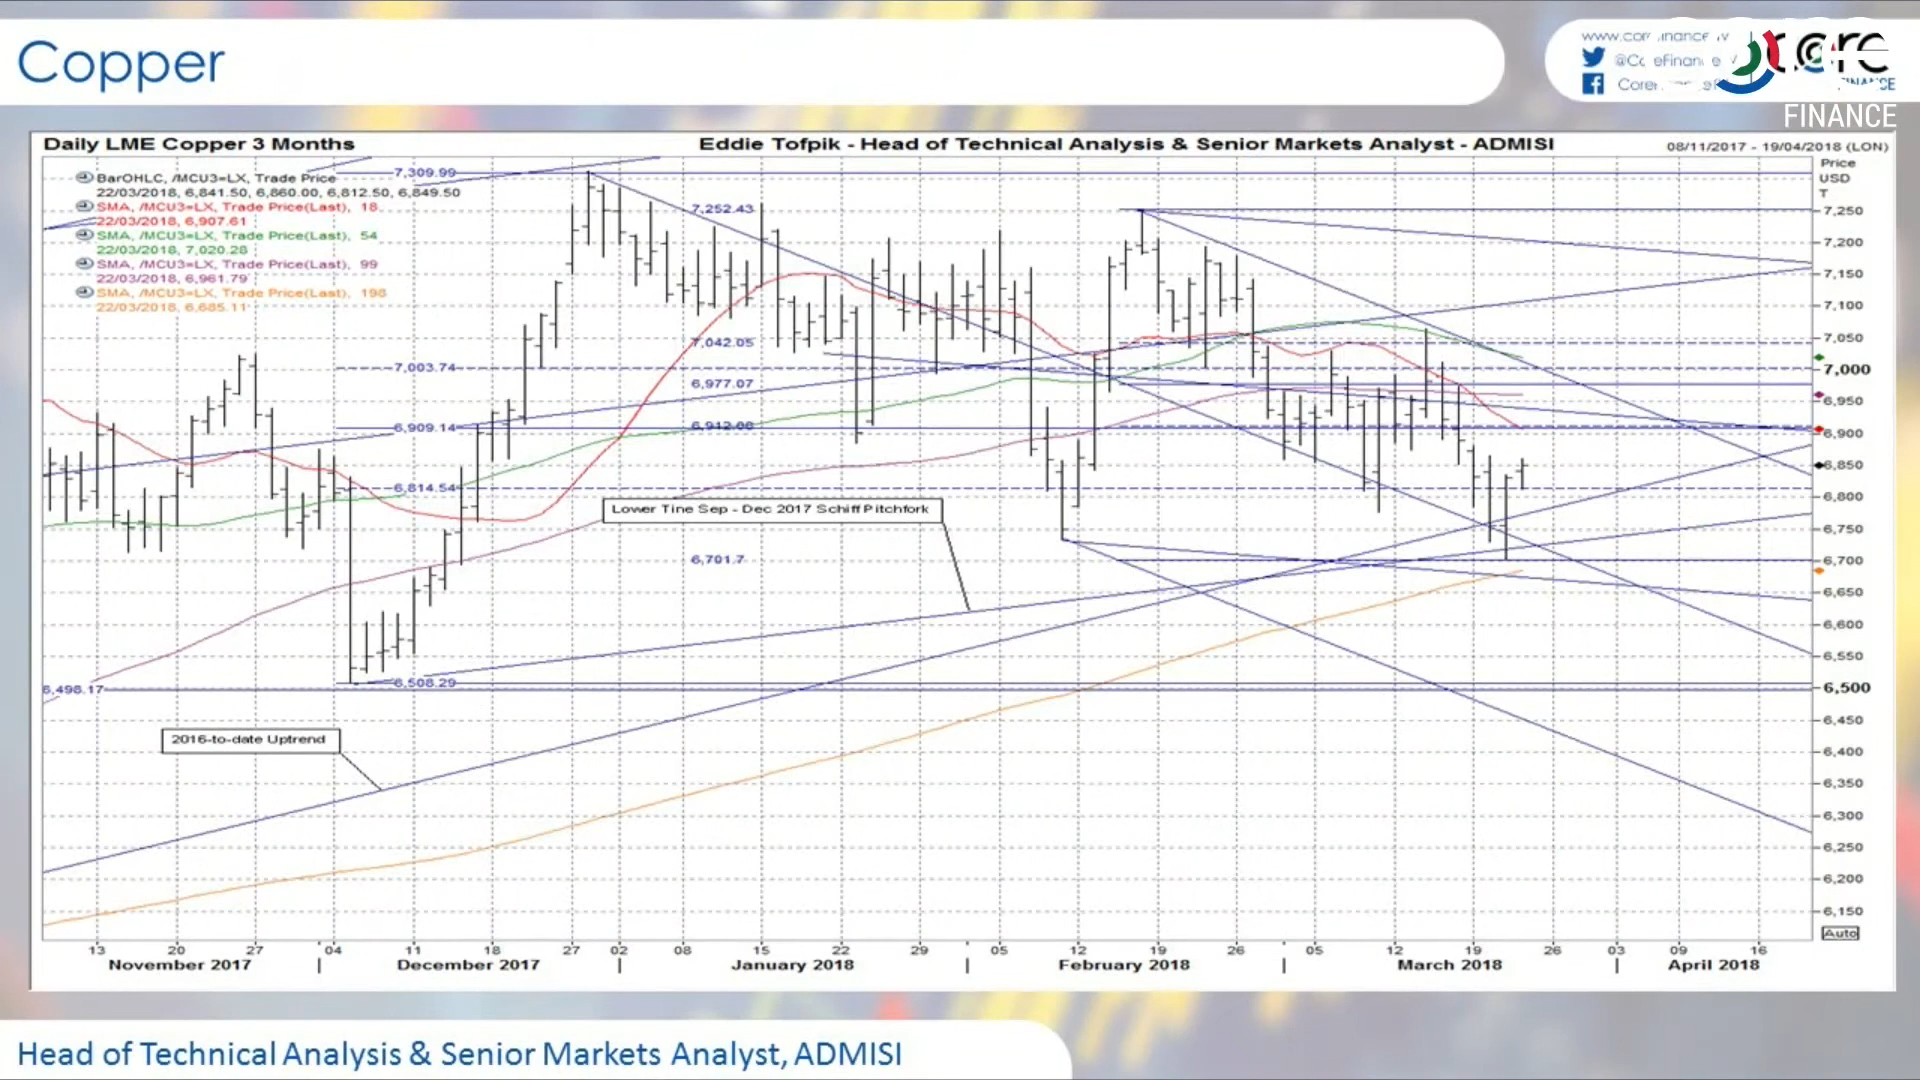 Copper
FINANCE
Daily LME Copper 3 Months
Eddie Tofpik - Head of Technical Analysis & Senior Markets Analyst - ADMISI
08/11/2017 - 19/04/2018 (LON)
BarOHLC, /MCU3=LX, Trade Price
22/03/2018, 6,841.50, 6,860.00, 6,812.50, 6,849.50
SMA, /MCU3=LX, Trade Price(Last), 18
22/03/2018, 6,907.61
SMA, /MCU3=LX, Trade Price(Last), 54
22/03/2018, 7,020.28
SMA, /MCU3=LX, Trade Price(Last), 99
22/03/2018, 6,961.79
SMA, /MCU3=LX, Trade Price(Last), 198
22/03/2018, 6,685.11
Price
USD
T
7,309.99
7,252.43
7,042.05
7,003.74
6,977.07
6,909.14
6,912.08
6,814.54
6,701.7
6,508.29
6,498.17
Lower Tine Sep - Dec 2017 Schiff Pitchfork
2016-to-date Uptrend
7,250
7,200
7,150
7,100
7,050
7,000
6,950
6,900
6,850
6,800
6,750
6,700
6,650
6,600
6,550
6,500
6,450
6,400
6,350
6,300
6,250
6,200
6,150
Auto
13 20 27 04 11 18 27 02 08 15 22 29 05 12 19 26 05 12 19 26 03 09 16
November 2017 | December 2017 | January 2018 | February 2018 | March 2018 | April 2018
Head of Technical Analysis & Senior Markets Analyst, ADMISI